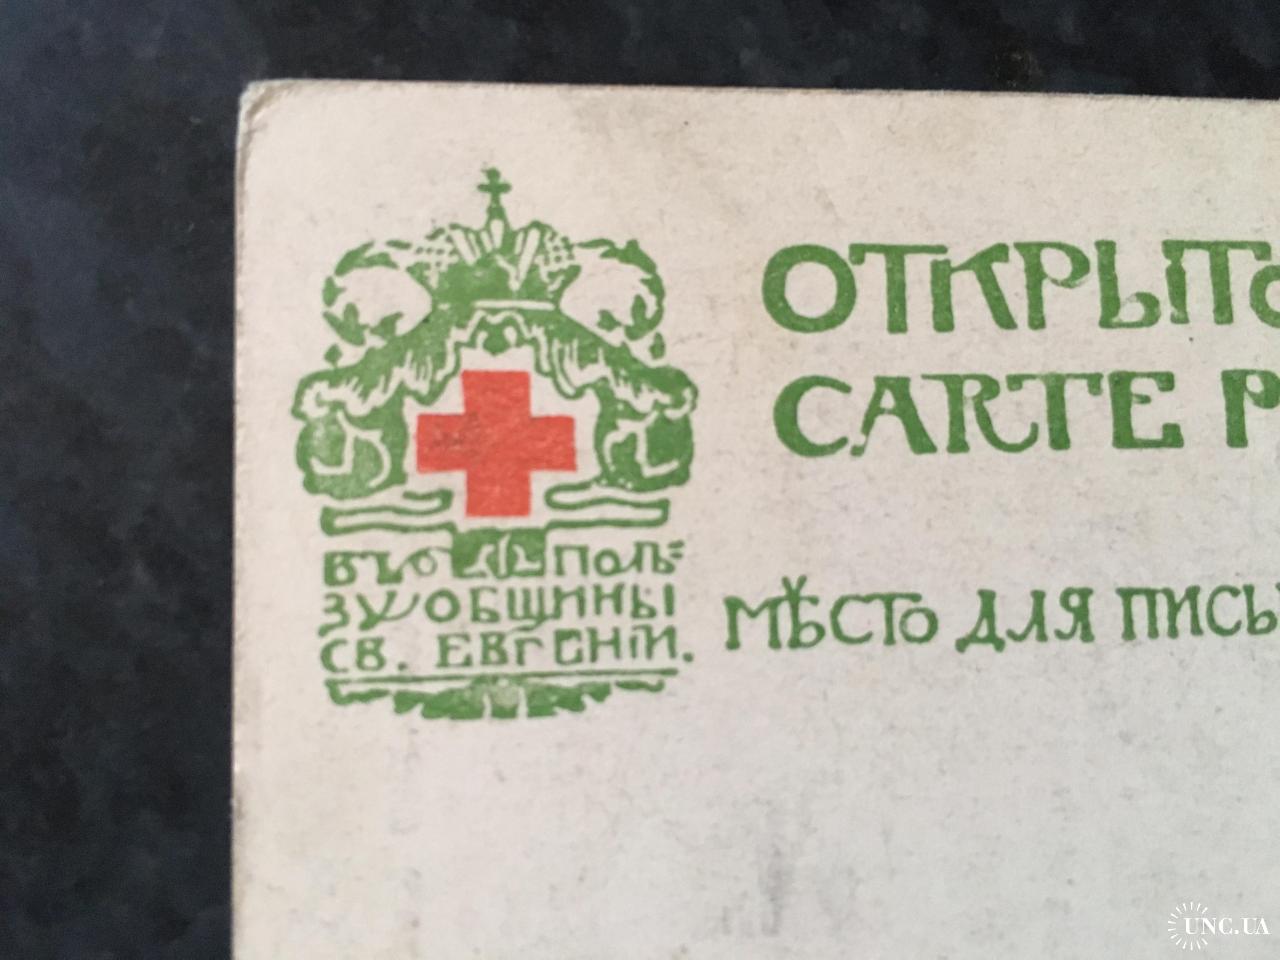 ВЪ ПОЛЬ=
ЗУ ОБЩИНЫ
СВ. ЕВГЕНІИ.
ОТКРЫТО
CARTE P
МѢСТО ДЛЯ ПИСЬ
UNC.UA